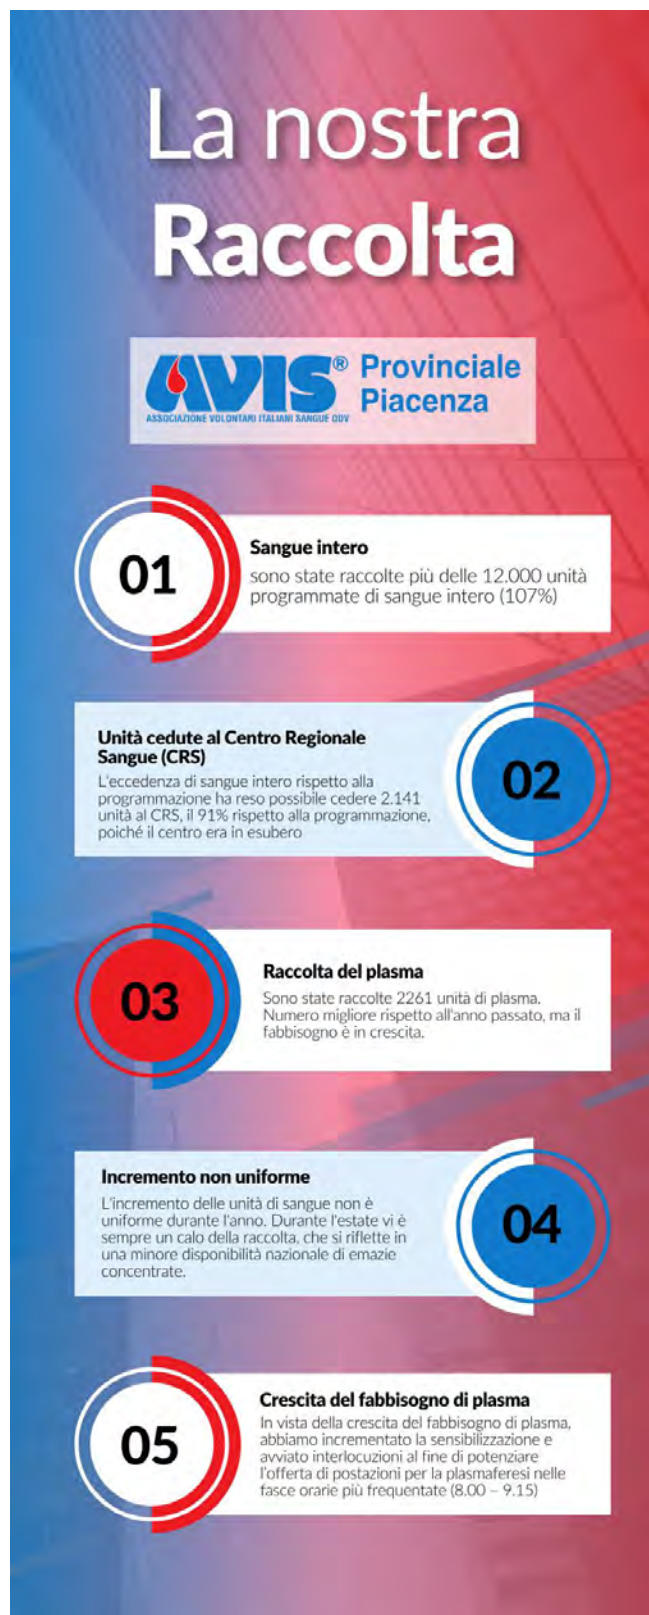 La nostra
Raccolta
AVIS® Provinciale
Piacenza
ASSOCIAZIONE VOLONTARI ITALIANI SANGUE ODV
01
Sangue intero
sono state raccolte più delle 12.000 unità
programmate di sangue intero (107%)
Unità cedute al Centro Regionale
Sangue (CRS)
L'eccedenza di sangue intero rispetto alla
programmazione ha reso possibile cedere 2.141
unità al CRS, il 91% rispetto alla programmazione,
poiché il centro era in esubero
02
03
Raccolta del plasma
Sono state raccolte 2261 unità di plasma.
Numero migliore rispetto all'anno passato, ma il
fabbisogno è in crescita.
Incremento non uniforme
L'incremento delle unità di sangue non è
uniforme durante l'anno. Durante l'estate vi è
sempre un calo della raccolta, che si riflette in
una minore disponibilità nazionale di emazie
concentrate.
04
05
Crescita del fabbisogno di plasma
In vista della crescita del fabbisogno di plasma,
abbiamo incrementato la sensibilizzazione e
avviato interlocuzioni al fine di potenziare
l'offerta di postazioni per la plasmaferesi nelle
fasce orarie più frequentate (8.00 – 9.15)